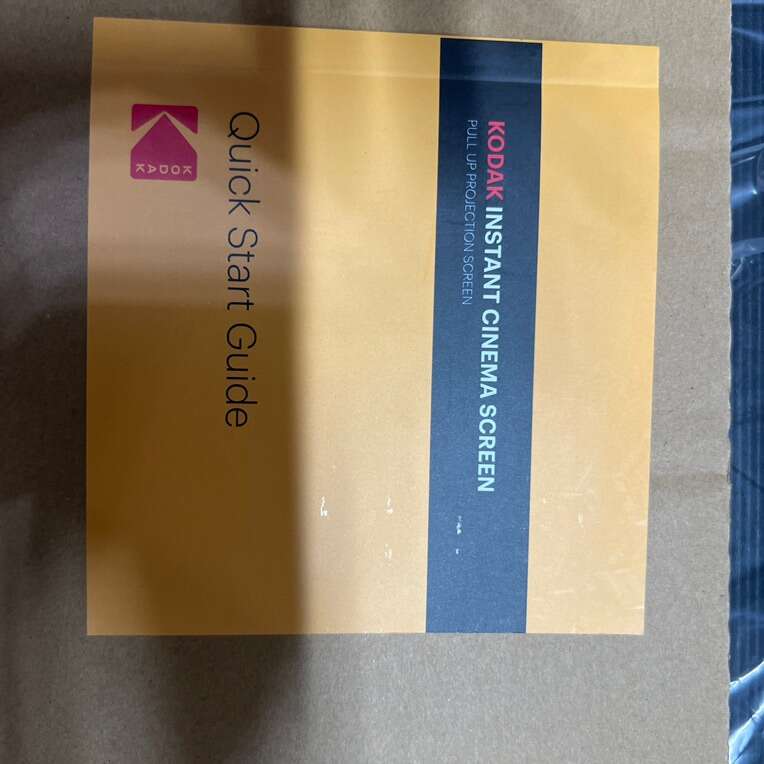 KODAK INSTANT CINEMA SCREEN
PULL UP PROJECTION SCREEN
Quick Start Guide
KODAK